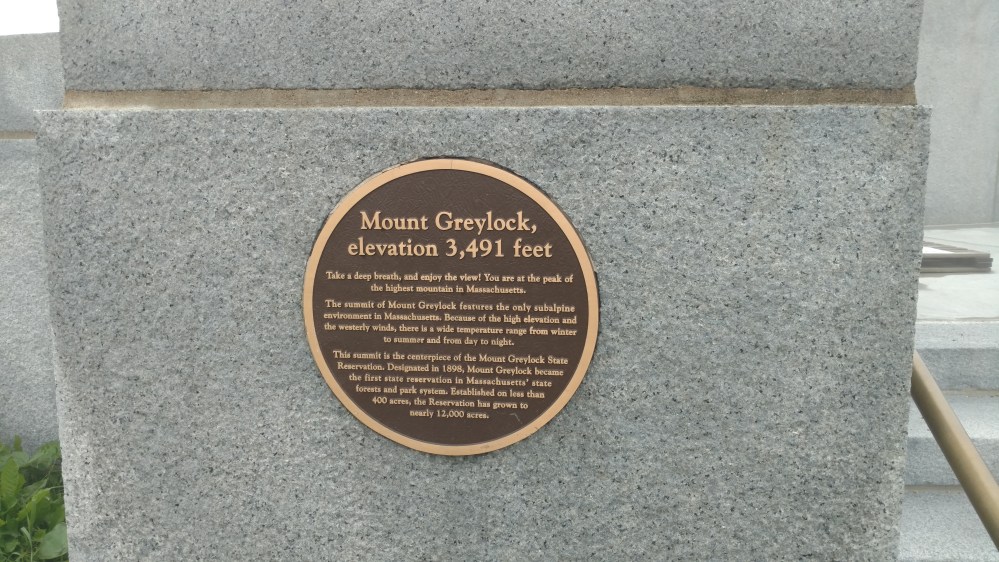 Mount Greylock,
elevation 3,491 feet
Take a deep breath, and enjoy the view! You are at the peak of
the highest mountain in Massachusetts.
The summit of Mount Greylock features the only subalpine
environment in Massachusetts. Because of the high elevation and
the westerly winds, there is a wide temperature range from winter
to summer and from day to night.
This summit is the centerpiece of the Mount Greylock State
Reservation. Designated in 1898, Mount Greylock became
the first state reservation in Massachusetts' state
forests and park system. Established on less than
400 acres, the Reservation has grown to
nearly 12,000 acres.